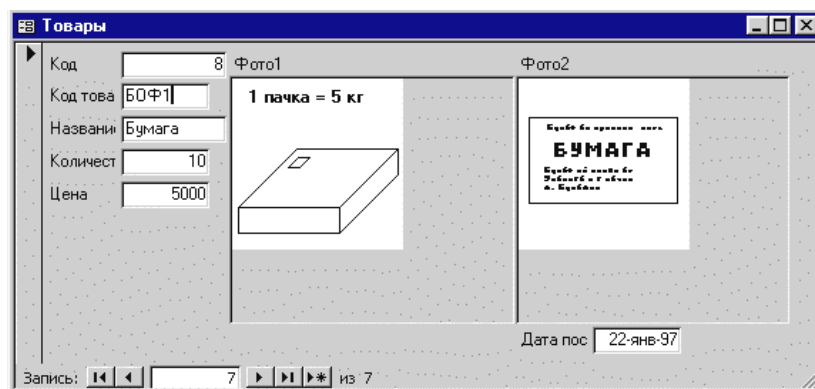 Товары
Код 8
Код това БОФ1
Названи Бумага
Количест 10
Цена 5000
Фото1
1 пачка = 5 кг
Фото2
БУМАГА
Дата пос 22-янв-97
Запись: 7 из 7